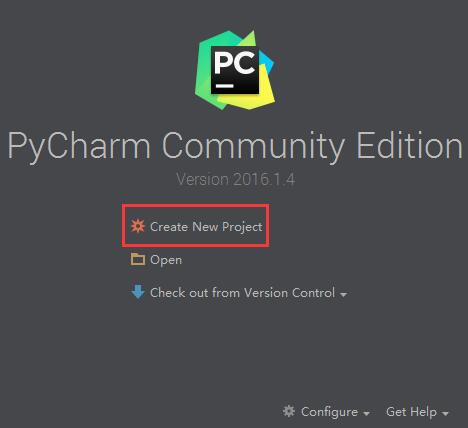 PC
PyCharm Community Edition
Version 2016.1.4
Create New Project
Open
Check out from Version Control
Configure Get Help